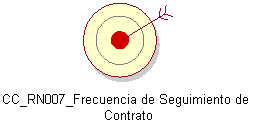 CC_RN007_Frecuencia de Seguimiento de
Contrato